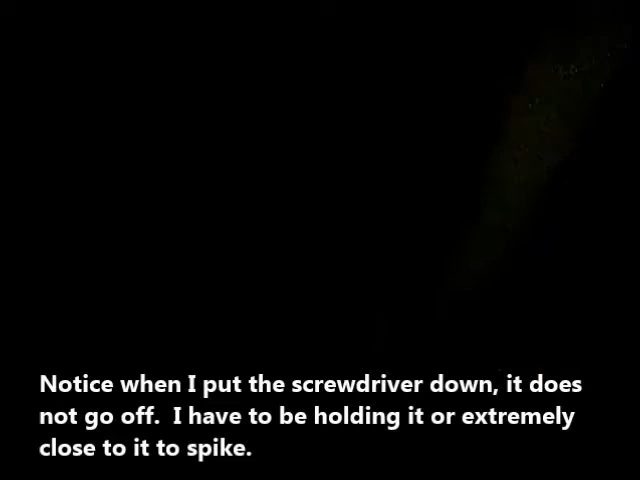 Notice when I put the screwdriver down, it does
not go off.  I have to be holding it or extremely
close to it to spike.